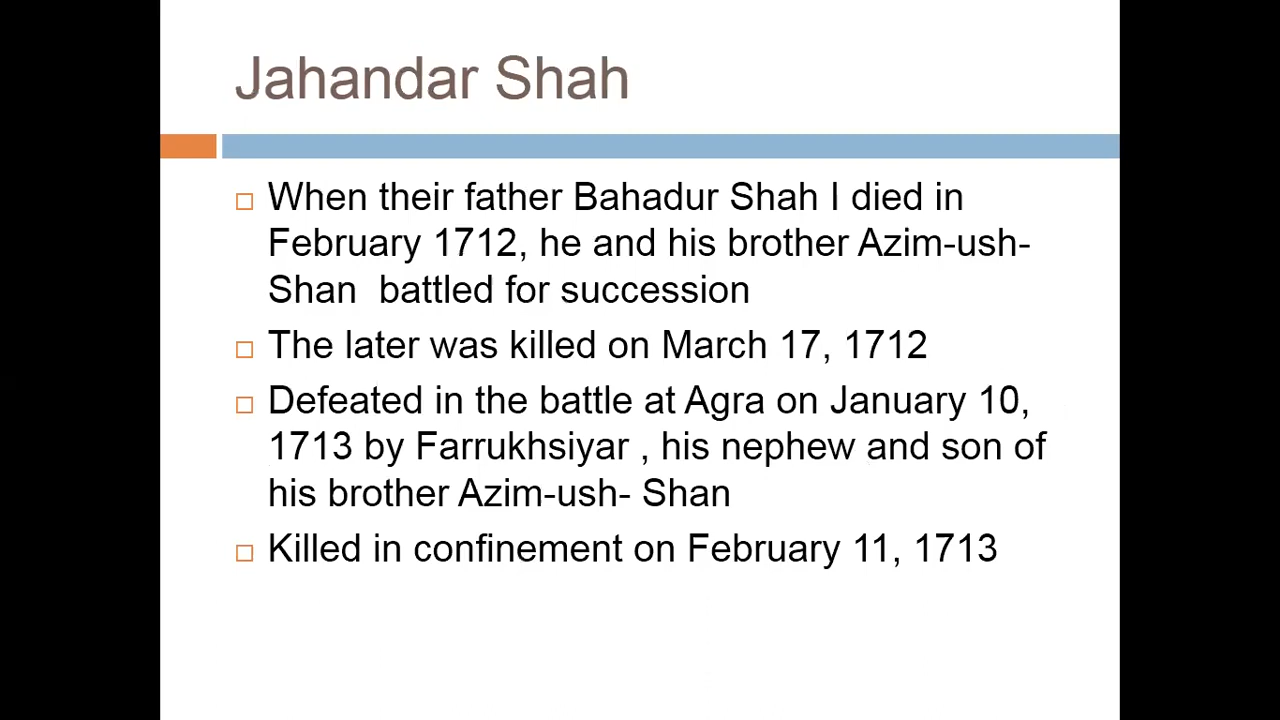 Jahandar Shah
When their father Bahadur Shah I died in
February 1712, he and his brother Azim-ush-
Shan  battled for succession
The later was killed on March 17, 1712
Defeated in the battle at Agra on January 10,
1713 by Farrukhsiyar , his nephew and son of
his brother Azim-ush- Shan
Killed in confinement on February 11, 1713